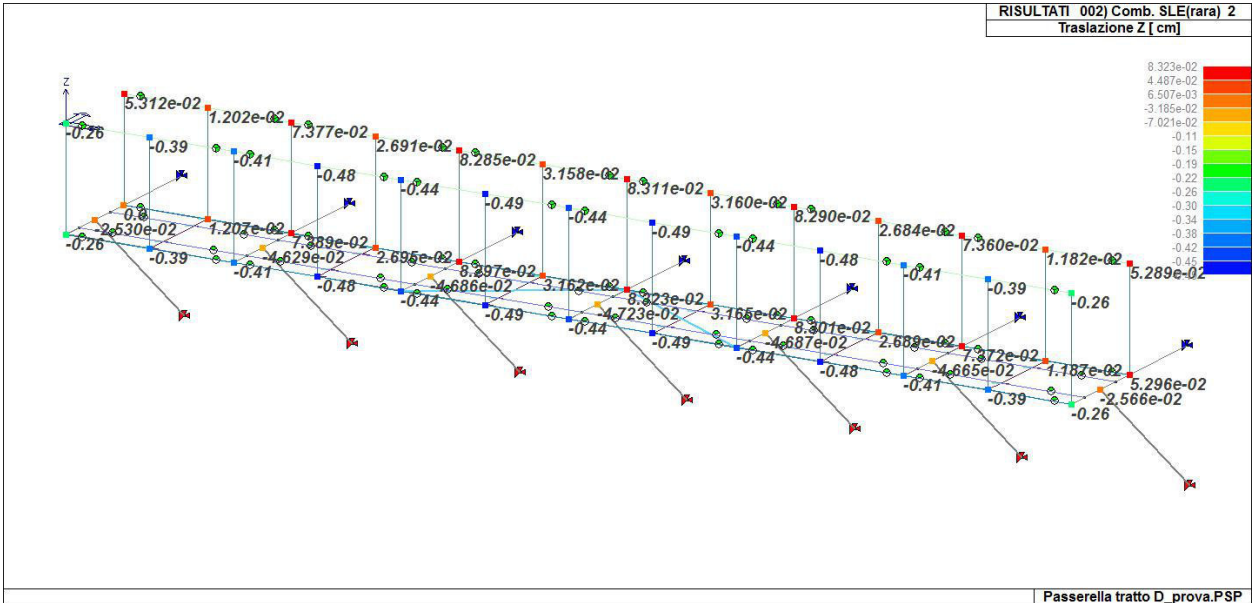 RISULTATI 002) Comb. SLE(rara) 2
Traslazione Z [ cm]
8.323e-02
4.487e-02
6.507e-03
-3.185e-02
-7.021e-02
-0.11
-0.15
-0.19
-0.22
-0.26
-0.30
-0.34
-0.38
-0.42
-0.45
Z
5.312e-02
1.202e-02
7.377e-02
2.691e-02
8.285e-02
3.158e-02
8.311e-02
3.160e-02
8.290e-02
2.684e-02
7.360e-02
1.182e-02
5.289e-02
-0.26
-0.39
-0.41
-0.48
-0.44
-0.49
-0.44
-0.49
-0.44
-0.48
-0.41
-0.39
-0.26
0.0
1.207e-02
7.389e-02
2.695e-02
8.297e-02
3.162e-02
8.323e-02
3.165e-02
8.301e-02
2.689e-02
7.372e-02
1.187e-02
5.296e-02
-2.530e-02
-4.629e-02
-4.686e-02
-4.723e-02
-4.687e-02
-4.665e-02
-2.566e-02
-0.26
-0.39
-0.41
-0.48
-0.44
-0.49
-0.44
-0.49
-0.44
-0.48
-0.41
-0.39
-0.26
Passerella tratto D_prova.PSP